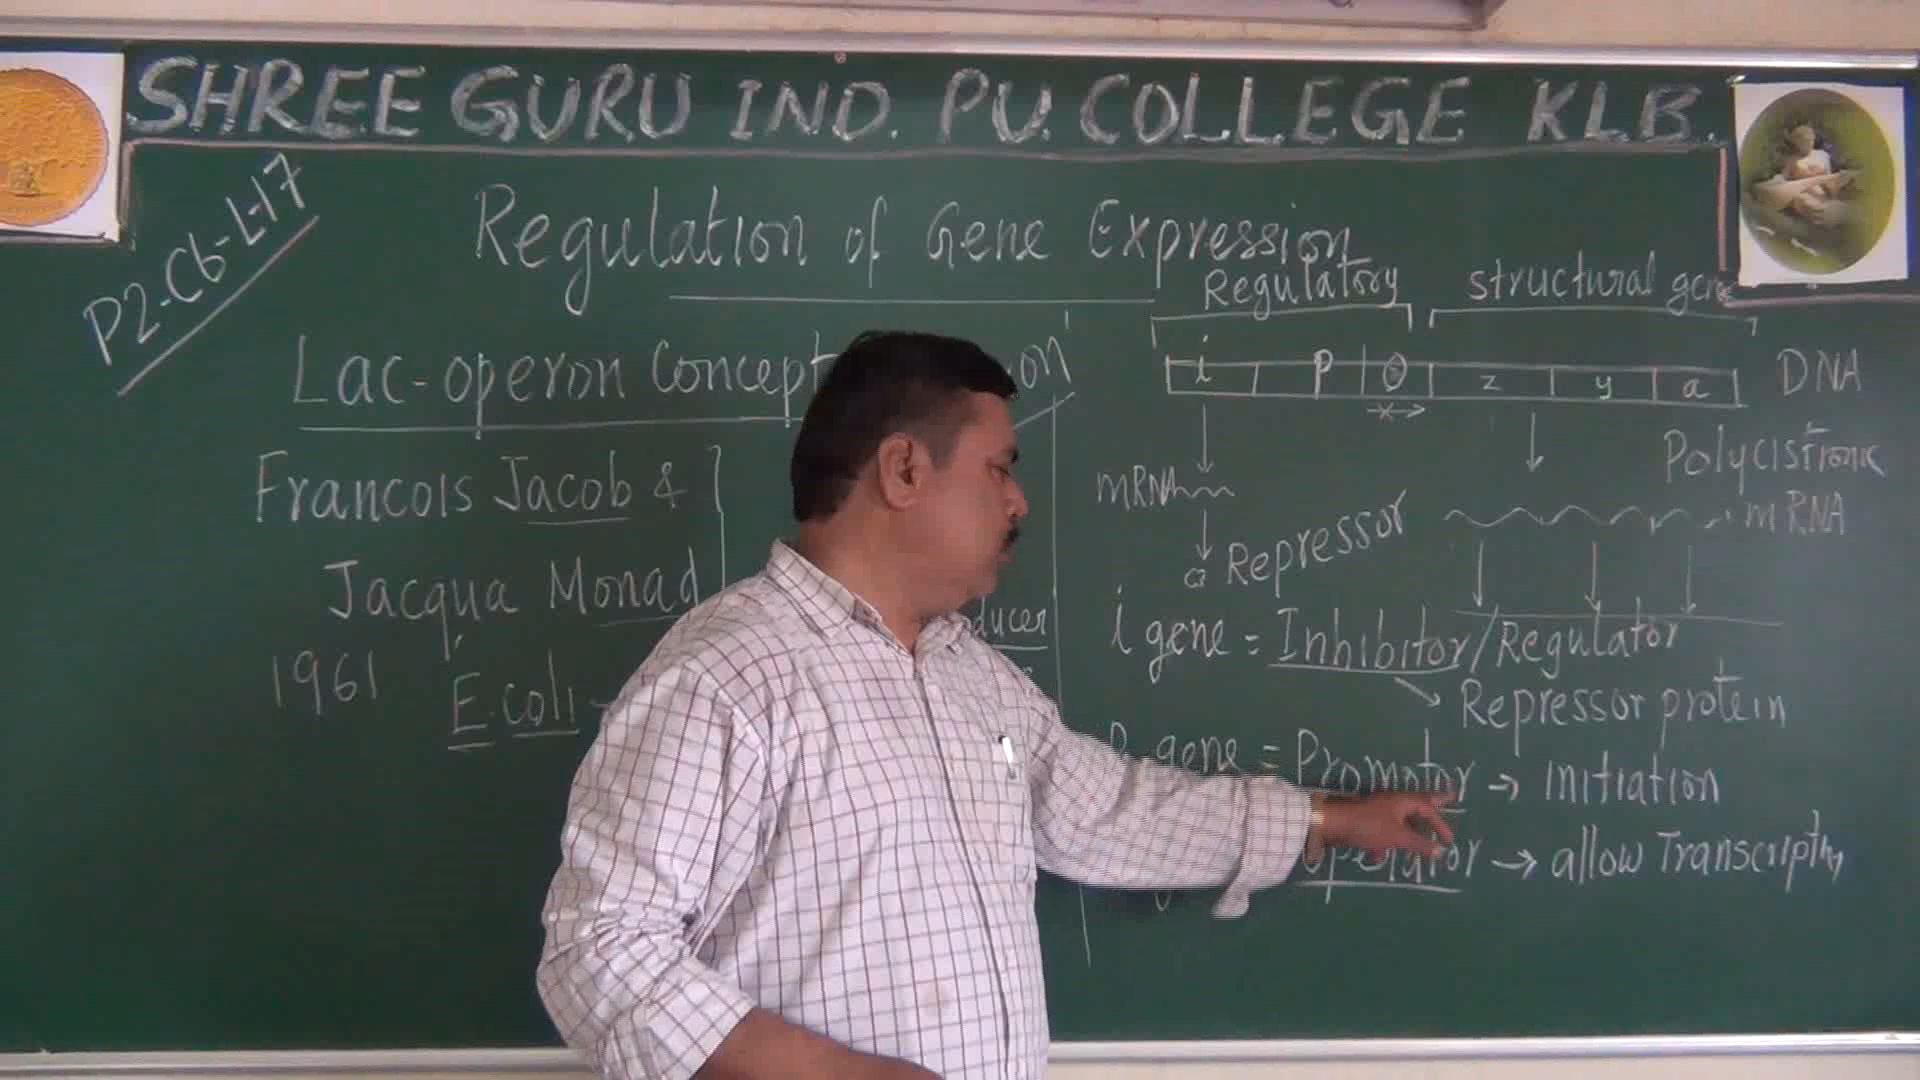 SHREE GURU IND. PU. COLLEGE KLB.
P2-C6-L-17
Regulation of Gene Expression
Lac-operon Concept
Francois Jacob &
Jacqua Monad
1961
E.coli
Regulatory
structural
i P O z y a DNA
Polycistronic
mRNA
mRNA
Repressor
i gene = Inhibitor/Regulator
Repressor protein
gene = Promotor → initiation
operator → allow Transcription